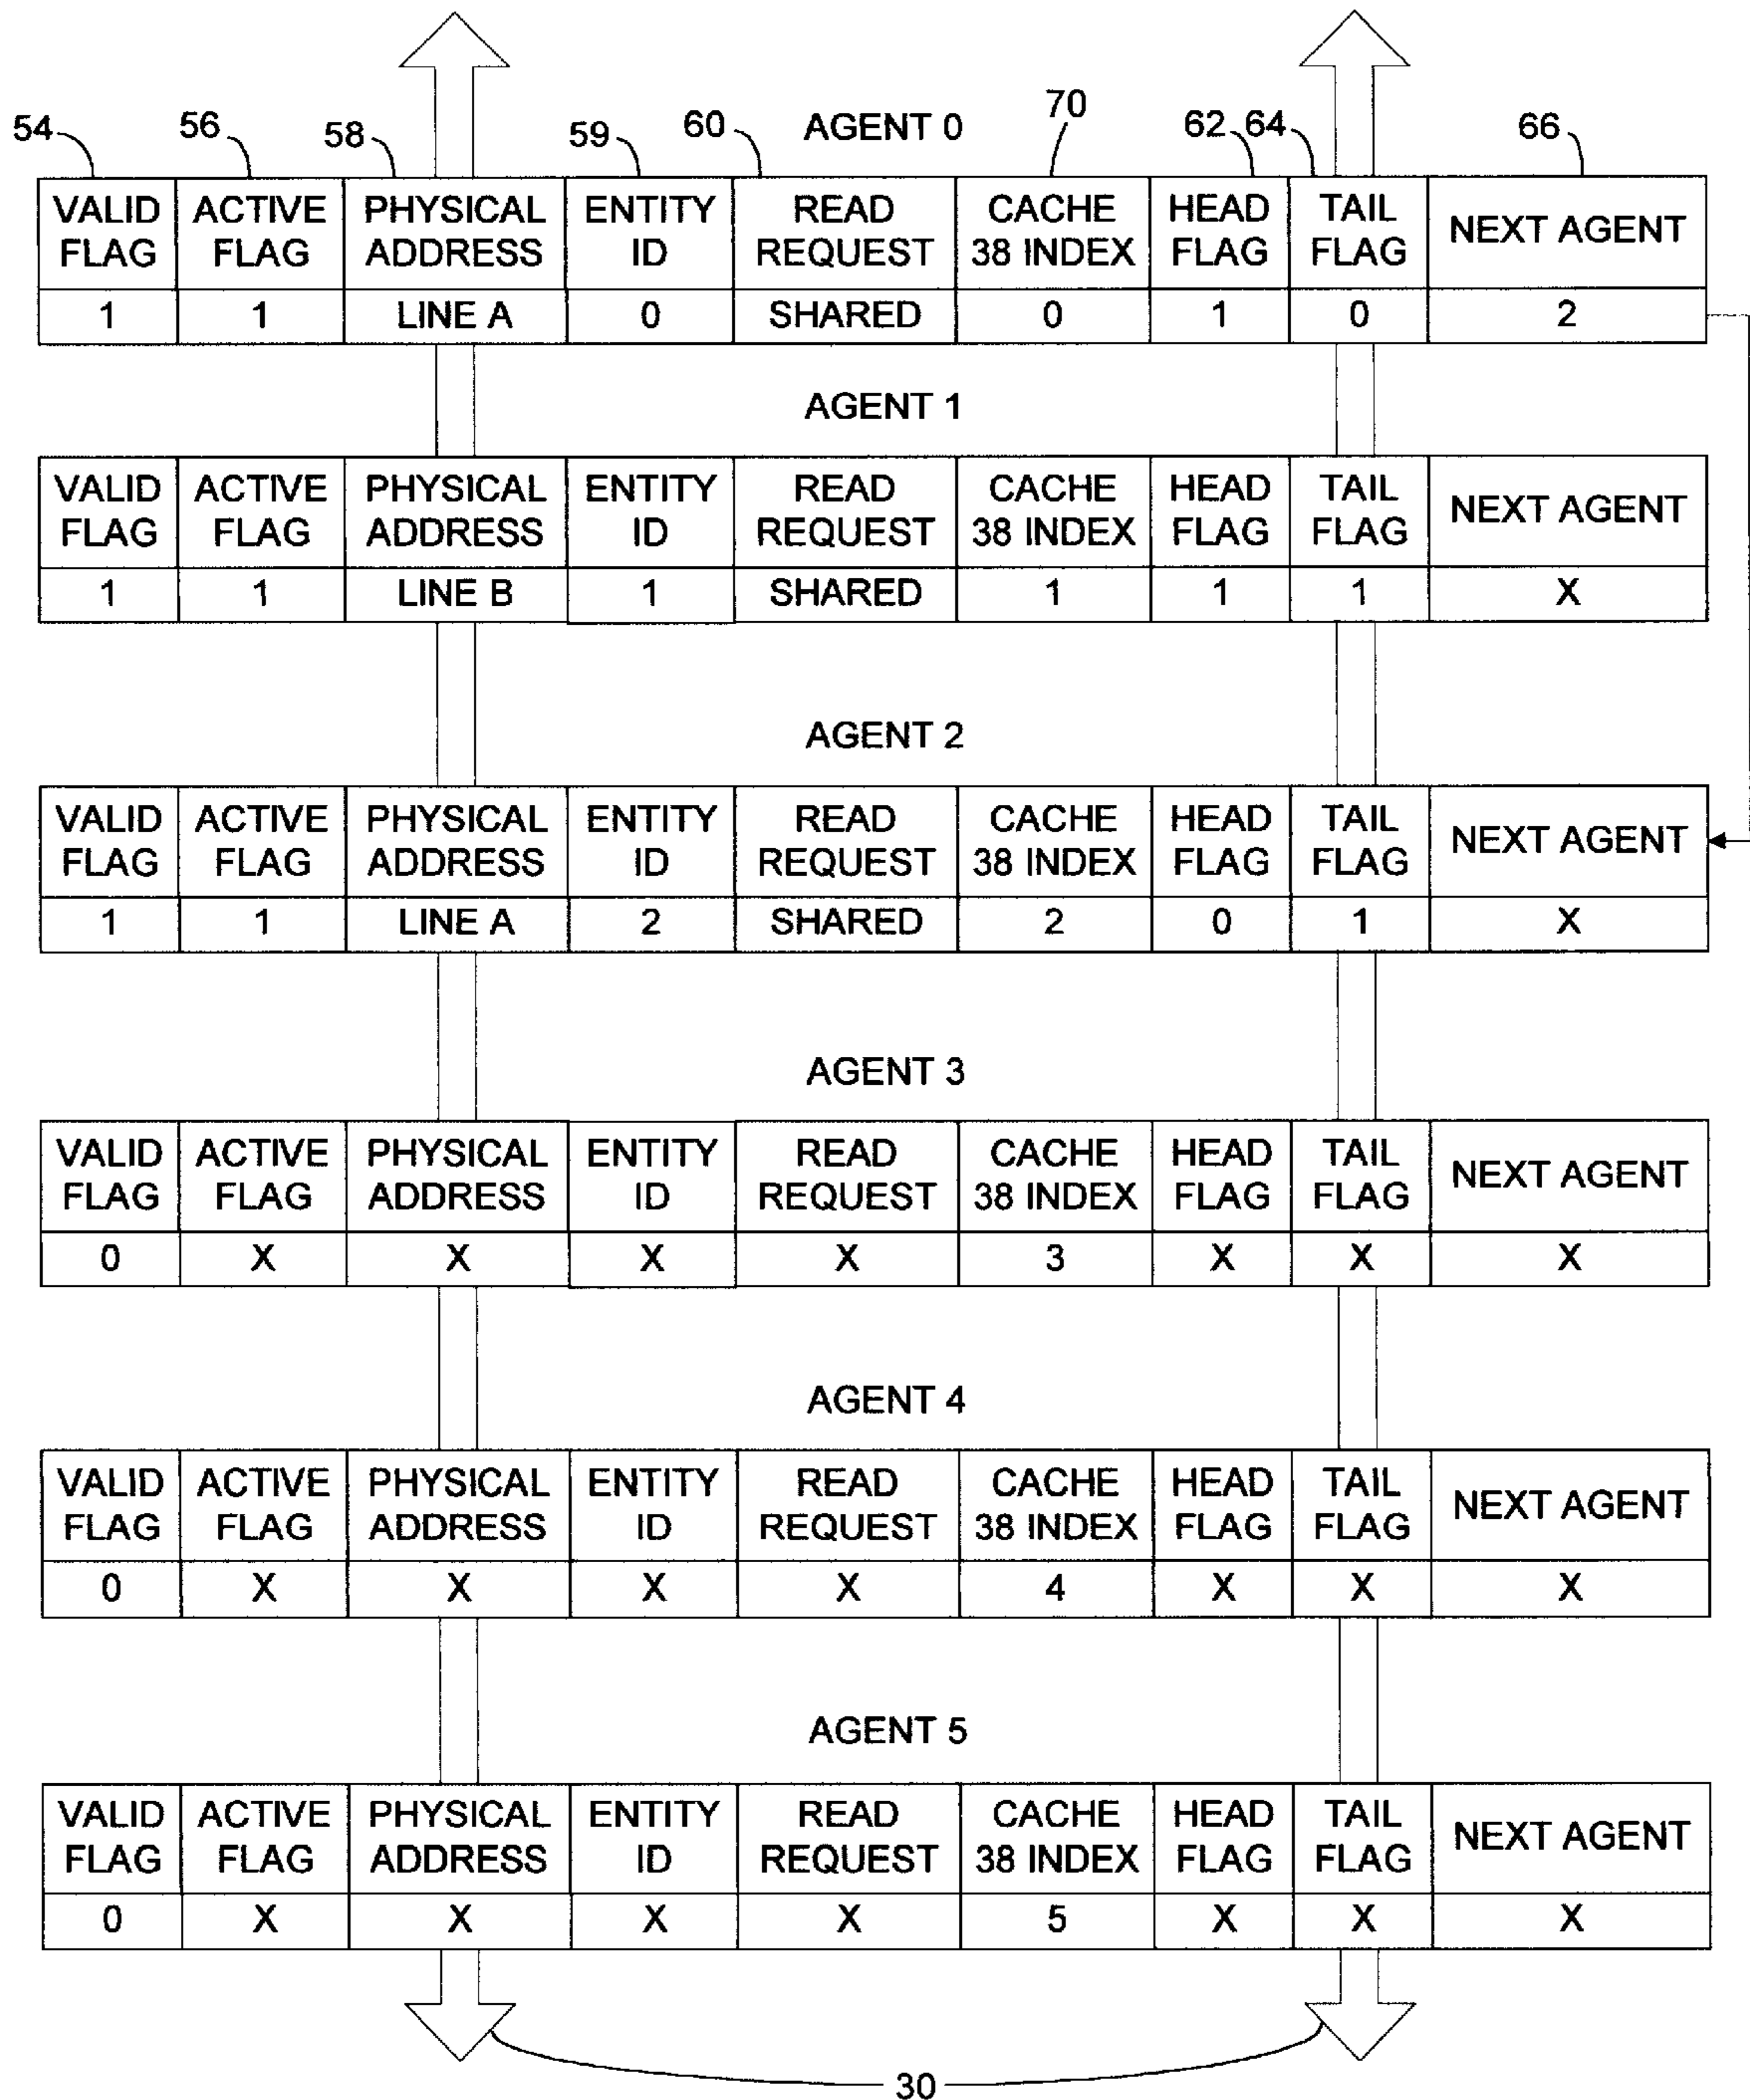 70
54 56 58 59 60 AGENT 0 62 64 66
VALID ACTIVE PHYSICAL ENTITY READ CACHE HEAD TAIL NEXT AGENT
FLAG FLAG ADDRESS ID REQUEST 38 INDEX FLAG FLAG
1 1 LINE A 0 SHARED 0 1 0 2
AGENT 1
VALID ACTIVE PHYSICAL ENTITY READ CACHE HEAD TAIL NEXT AGENT
FLAG FLAG ADDRESS ID REQUEST 38 INDEX FLAG FLAG
1 1 LINE B 1 SHARED 1 1 1 X
AGENT 2
VALID ACTIVE PHYSICAL ENTITY READ CACHE HEAD TAIL NEXT AGENT
FLAG FLAG ADDRESS ID REQUEST 38 INDEX FLAG FLAG
1 1 LINE A 2 SHARED 2 0 1 X
AGENT 3
VALID ACTIVE PHYSICAL ENTITY READ CACHE HEAD TAIL NEXT AGENT
FLAG FLAG ADDRESS ID REQUEST 38 INDEX FLAG FLAG
0 X X X X 3 X X X
AGENT 4
VALID ACTIVE PHYSICAL ENTITY READ CACHE HEAD TAIL NEXT AGENT
FLAG FLAG ADDRESS ID REQUEST 38 INDEX FLAG FLAG
0 X X X X 4 X X X
AGENT 5
VALID ACTIVE PHYSICAL ENTITY READ CACHE HEAD TAIL NEXT AGENT
FLAG FLAG ADDRESS ID REQUEST 38 INDEX FLAG FLAG
0 X X X X 5 X X X
30